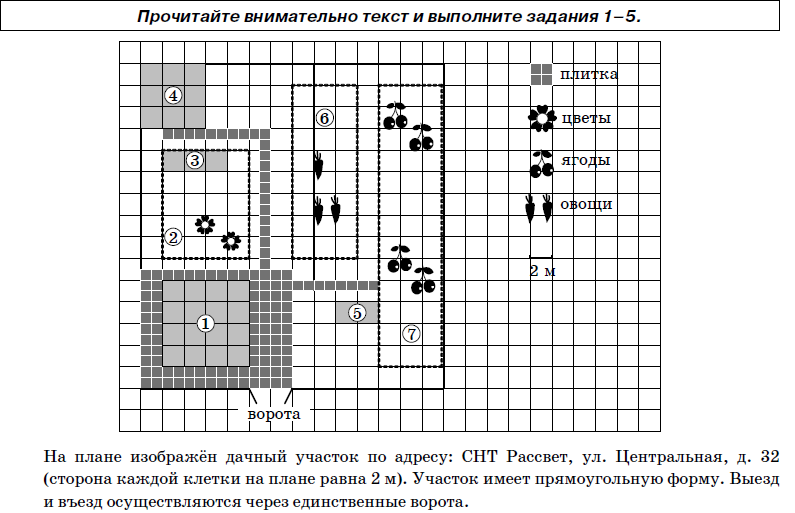 Прочитайте внимательно текст и выполните задания 1–5.
плитка
4
6
цветы
3
ягоды
овощи
2
2 м
5
1
7
ворота
На плане изображён дачный участок по адресу: СНТ Рассвет, ул. Центральная, д. 32
(сторона каждой клетки на плане равна 2 м). Участок имеет прямоугольную форму. Выезд
и въезд осуществляются через единственные ворота.